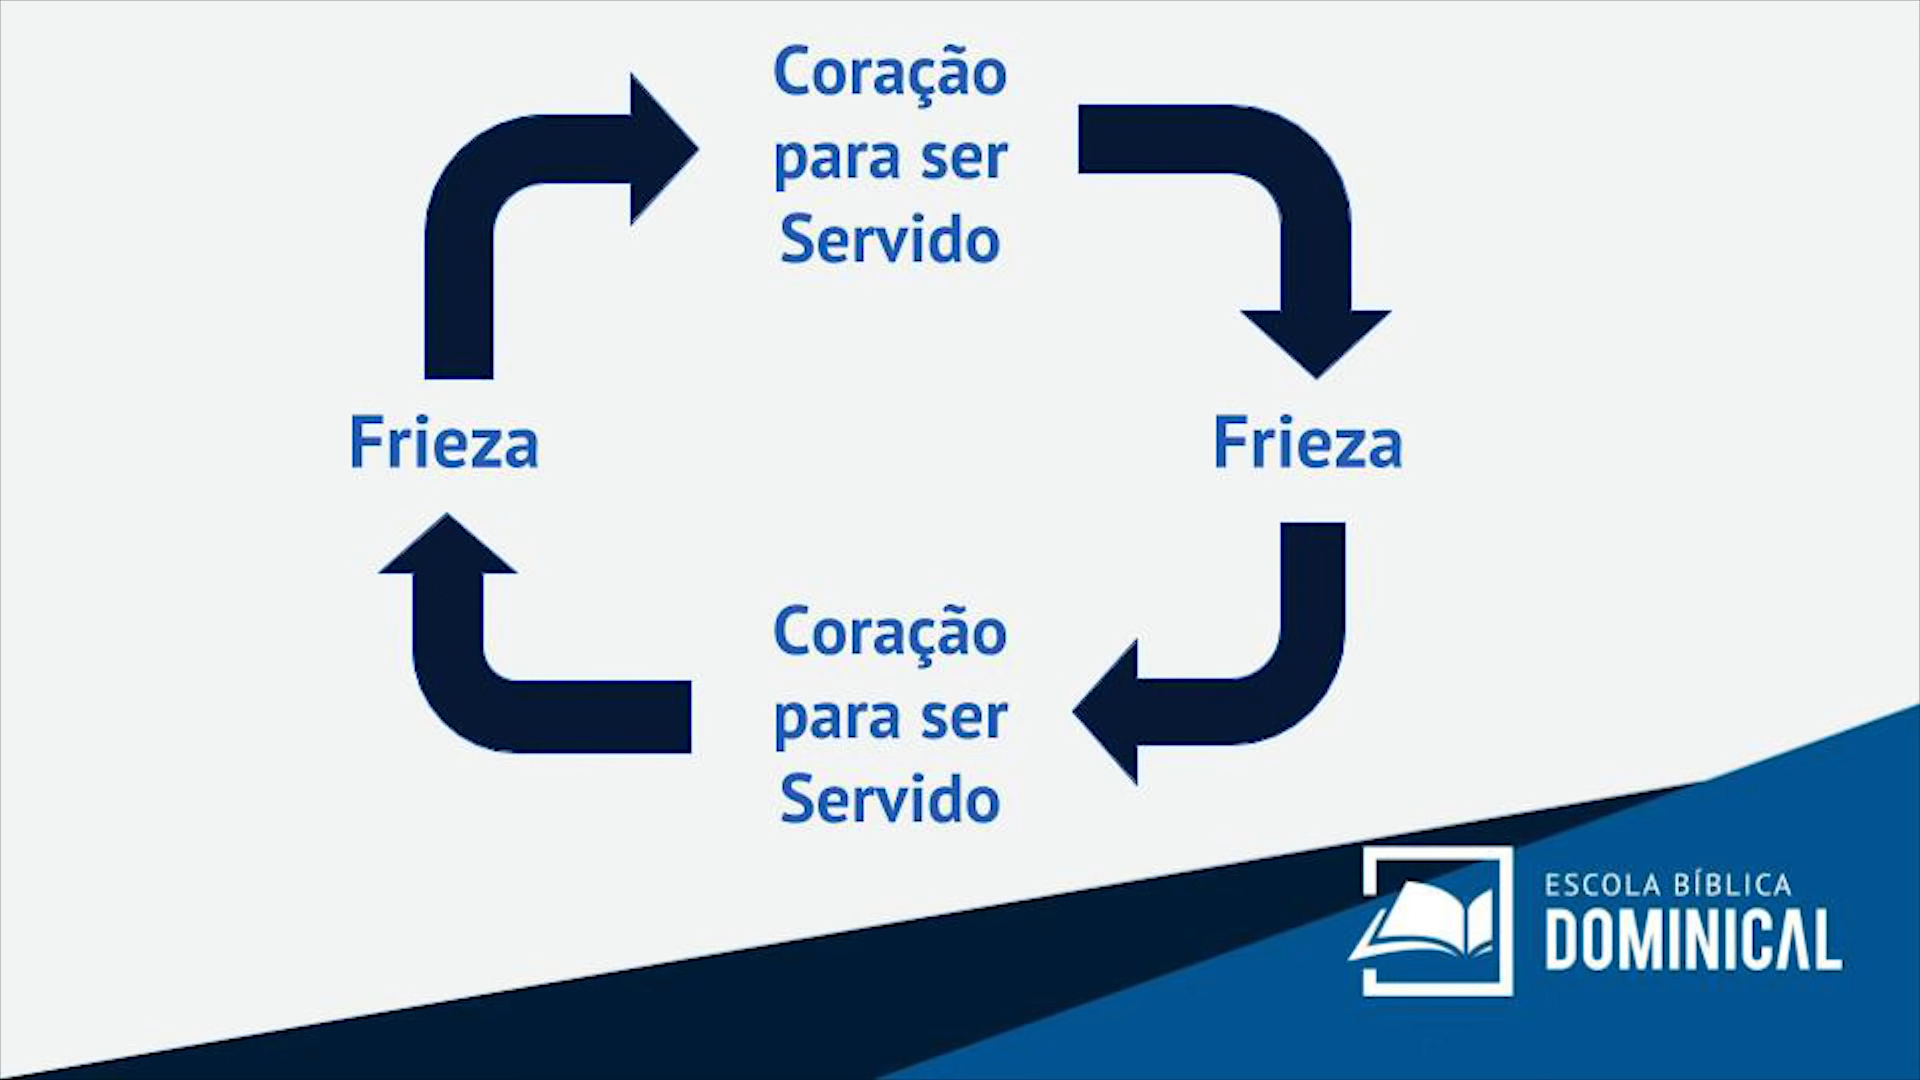 Coração
para ser
Servido
Frieza
Frieza
Coração
para ser
Servido
ESCOLA BÍBLICA
DOMINICAL